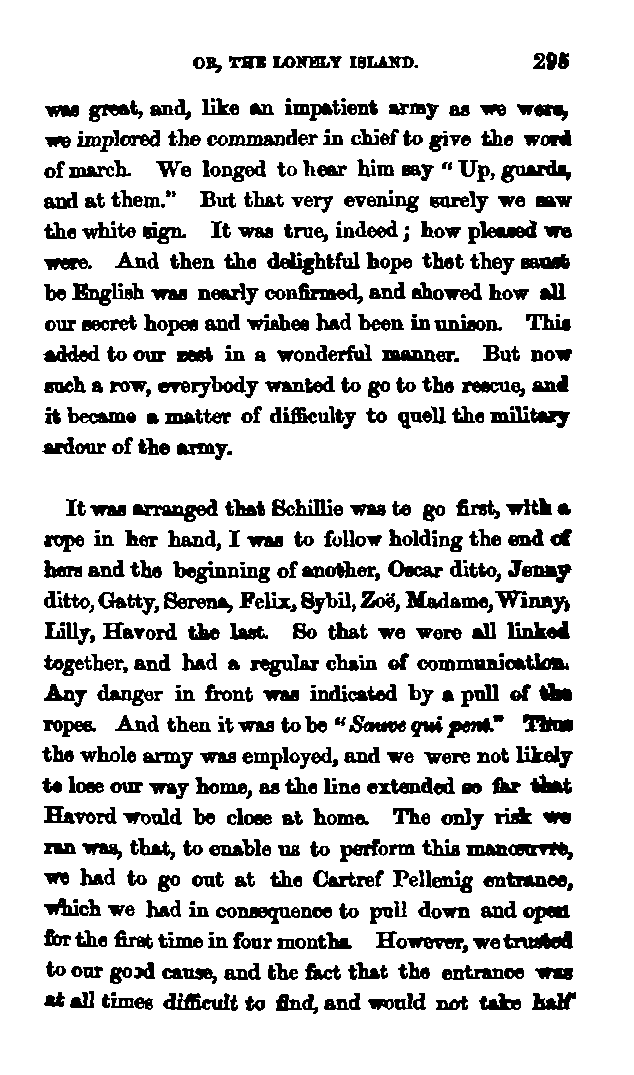 OR, THE LONELY ISLAND. 295
was great, and, like an impatient army as we were,
we implored the commander in chief to give the word
of march. We longed to hear him say "Up, guards,
and at them." But that very evening surely we saw
the white sign. It was true, indeed; how pleased we
were. And then the delightful hope thet they must
be English was nearly confirmed, and showed how all
our secret hopes and wishes had been in unison. This
added to our zest in a wonderful manner. But now
such a row, everybody wanted to go to the rescue, and
it became a matter of difficulty to quell the military
ardour of the army.
It was arranged that Schillie was to go first, with a
rope in her hand, I was to follow holding the end of
hers and the beginning of another, Oscar ditto, Jenny
ditto, Gatty, Serena, Felix, Sybil, Zoë, Madame, Winny,
Lilly, Havord the last. So that we were all linked
together, and had a regular chain of communication.
Any danger in front was indicated by a pull of the
ropes. And then it was to be "Sauve qui peut." Thus
the whole army was employed, and we were not likely
to lose our way home, as the line extended so far that
Havord would be close at home. The only risk we
ran was, that, to enable us to perform this manœuvre,
we had to go out at the Cartref Pellenig entrance,
which we had in consequence to pull down and open
for the first time in four months. However, we trusted
to our good cause, and the fact that the entrance was
at all times difficult to find, and would not take half